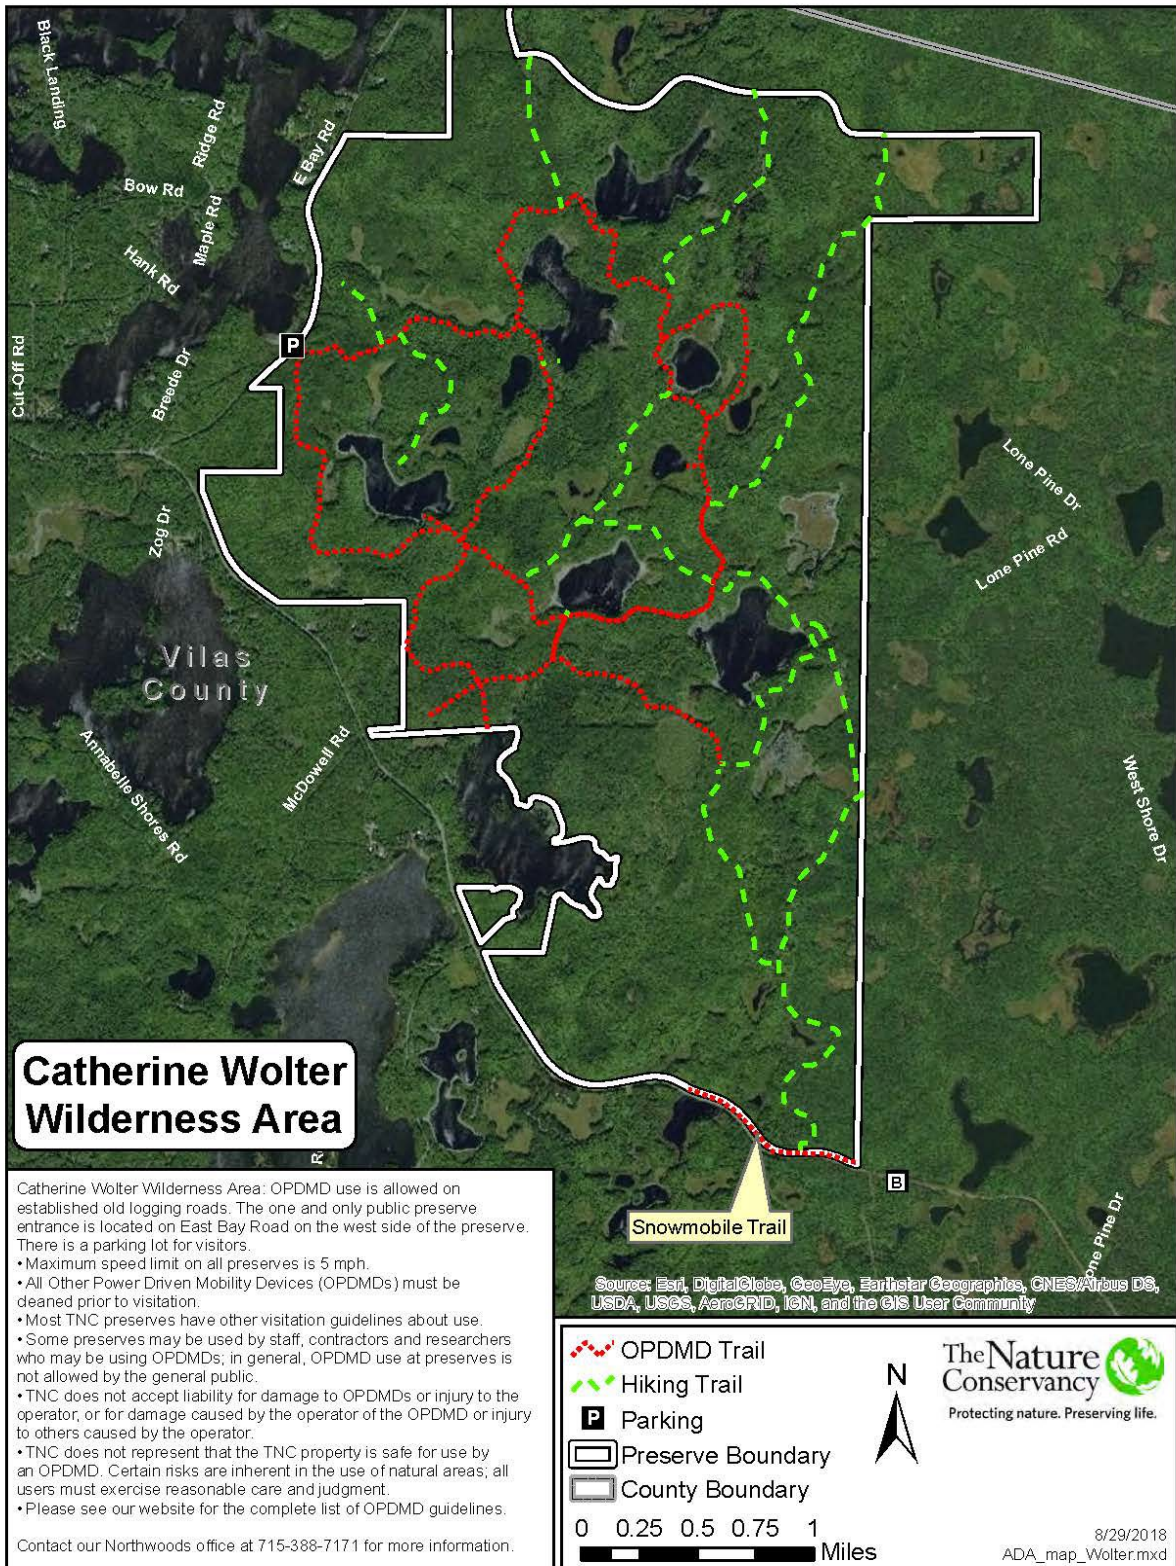 Black Landing
Ridge Rd
E Bay Rd
Bow Rd
Maple Rd
Hank Rd
Cut-Off Rd
P
Breede Dr
Lone Pine Dr
Zog Dr
Lone Pine Rd
Vilas
County
Annabelle Shores Rd
McDowell Rd
West Shore Dr
Catherine Wolter
Wilderness Area
R
B
Snowmobile Trail
one Pine Dr
Source: Esri, DigitalGlobe, GeoEye, Earthstar Geographics, CNES/Airbus DS,
USDA, USGS, AeroGRID, IGN, and the GIS User Community
Catherine Wolter Wilderness Area: OPDMD use is allowed on
established old logging roads. The one and only public preserve
entrance is located on East Bay Road on the west side of the preserve.
There is a parking lot for visitors.
• Maximum speed limit on all preserves is 5 mph.
• All Other Power Driven Mobility Devices (OPDMDs) must be
cleaned prior to visitation.
• Most TNC preserves have other visitation guidelines about use.
• Some preserves may be used by staff, contractors and researchers
who may be using OPDMDs; in general, OPDMD use at preserves is
not allowed by the general public.
• TNC does not accept liability for damage to OPDMDs or injury to the
operator, or for damage caused by the operator of the OPDMD or injury
to others caused by the operator.
• TNC does not represent that the TNC property is safe for use by
an OPDMD. Certain risks are inherent in the use of natural areas; all
users must exercise reasonable care and judgment.
• Please see our website for the complete list of OPDMD guidelines.
Contact our Northwoods office at 715-388-7171 for more information.
OPDMD Trail
Hiking Trail
P Parking
Preserve Boundary
County Boundary
0 0.25 0.5 0.75 1
Miles
N
The Nature
Conservancy
Protecting nature. Preserving life.
8/29/2018
ADA_map_Wolter.mxd